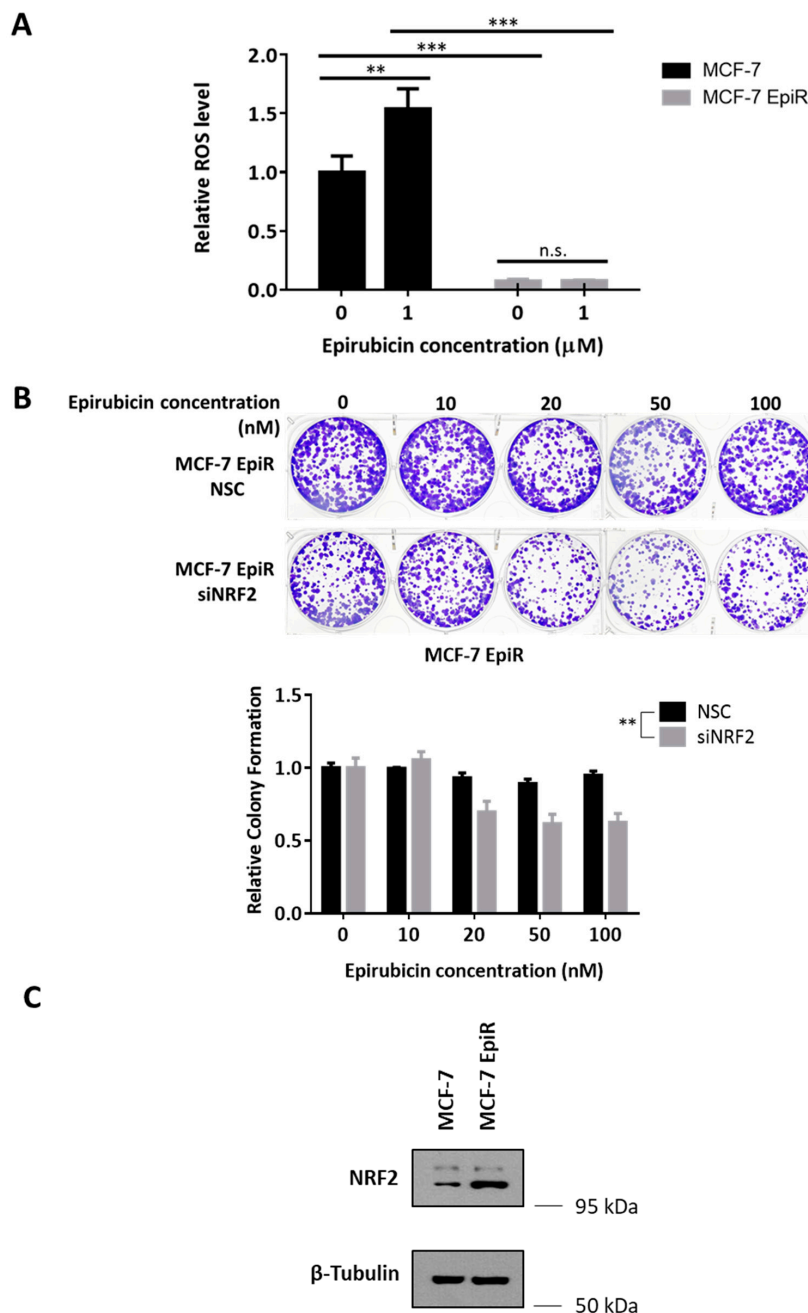 A
***
***
**
2.0
1.5
1.0
0.5
0.0
Relative ROS level
MCF-7
MCF-7 EpiR
n.s.
0 1 0 1
Epirubicin concentration (μM)
B
Epirubicin concentration
(nM)
0 10 20 50 100
MCF-7 EpiR
NSC
MCF-7 EpiR
siNRF2
MCF-7 EpiR
1.5
1.0
0.5
0.0
Relative Colony Formation
**
NSC
siNRF2
0 10 20 50 100
Epirubicin concentration (nM)
C
MCF-7
MCF-7 EpiR
NRF2
95 kDa
β-Tubulin
50 kDa